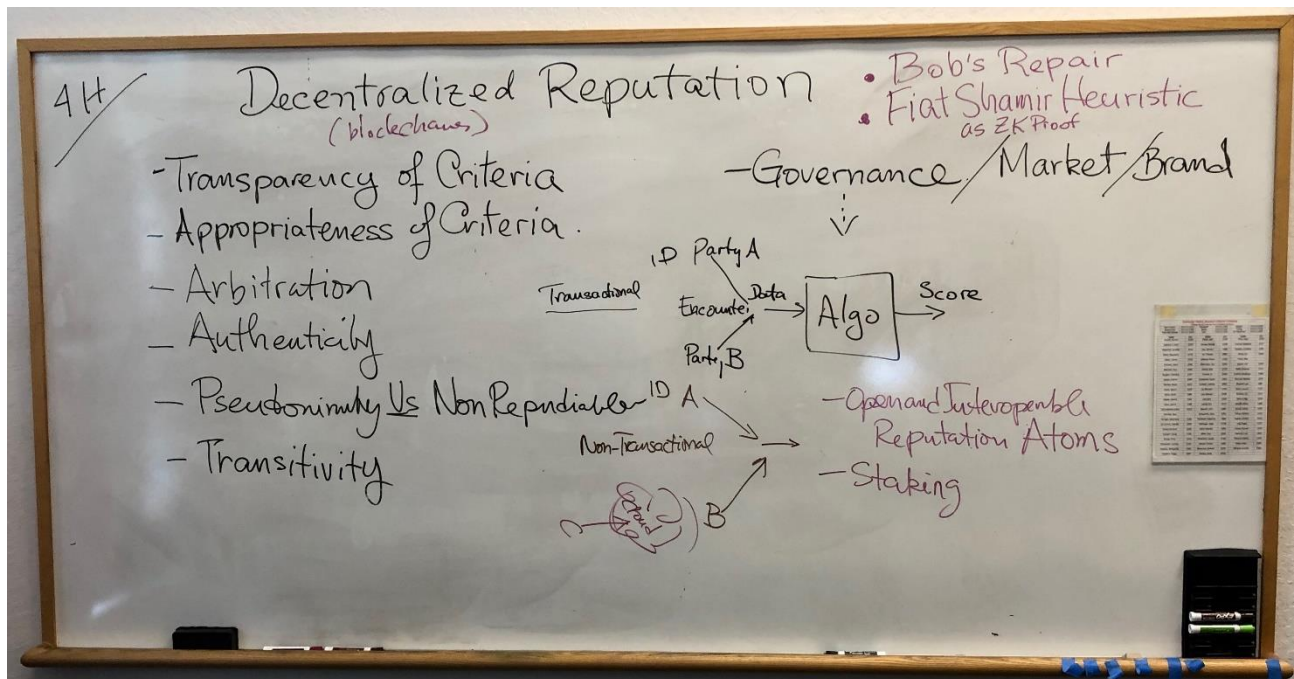 4H
Decentralized Reputation
(blockchains)
• Bob's Repair
• Fiat Shamir Heuristic
as ZK Proof
- Transparency of Criteria
- Appropriateness of Criteria.
- Arbitration
- Authenticity
- Pseudonimity Vs NonRepudiable
- Transitivity
- Governance / Market / Brand
ID Party A
Transactional
Encounter Data
Algo
Score
Party B
ID A
Non-Transactional
B
- Open and Interoperable
Reputation Atoms
- Staking